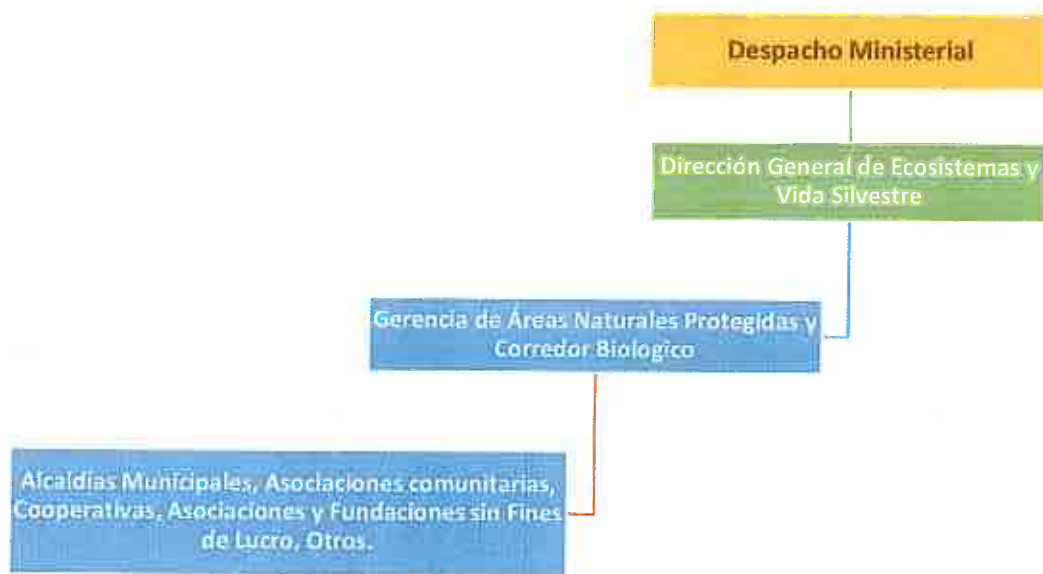 Despacho Ministerial
Dirección General de Ecosistemas y
Vida Silvestre
Gerencia de Áreas Naturales Protegidas y
Corredor Biologico
Alcaldías Municipales, Asociaciones comunitarias,
Cooperativas, Asociaciones y Fundaciones sin Fines
de Lucro, Otros.